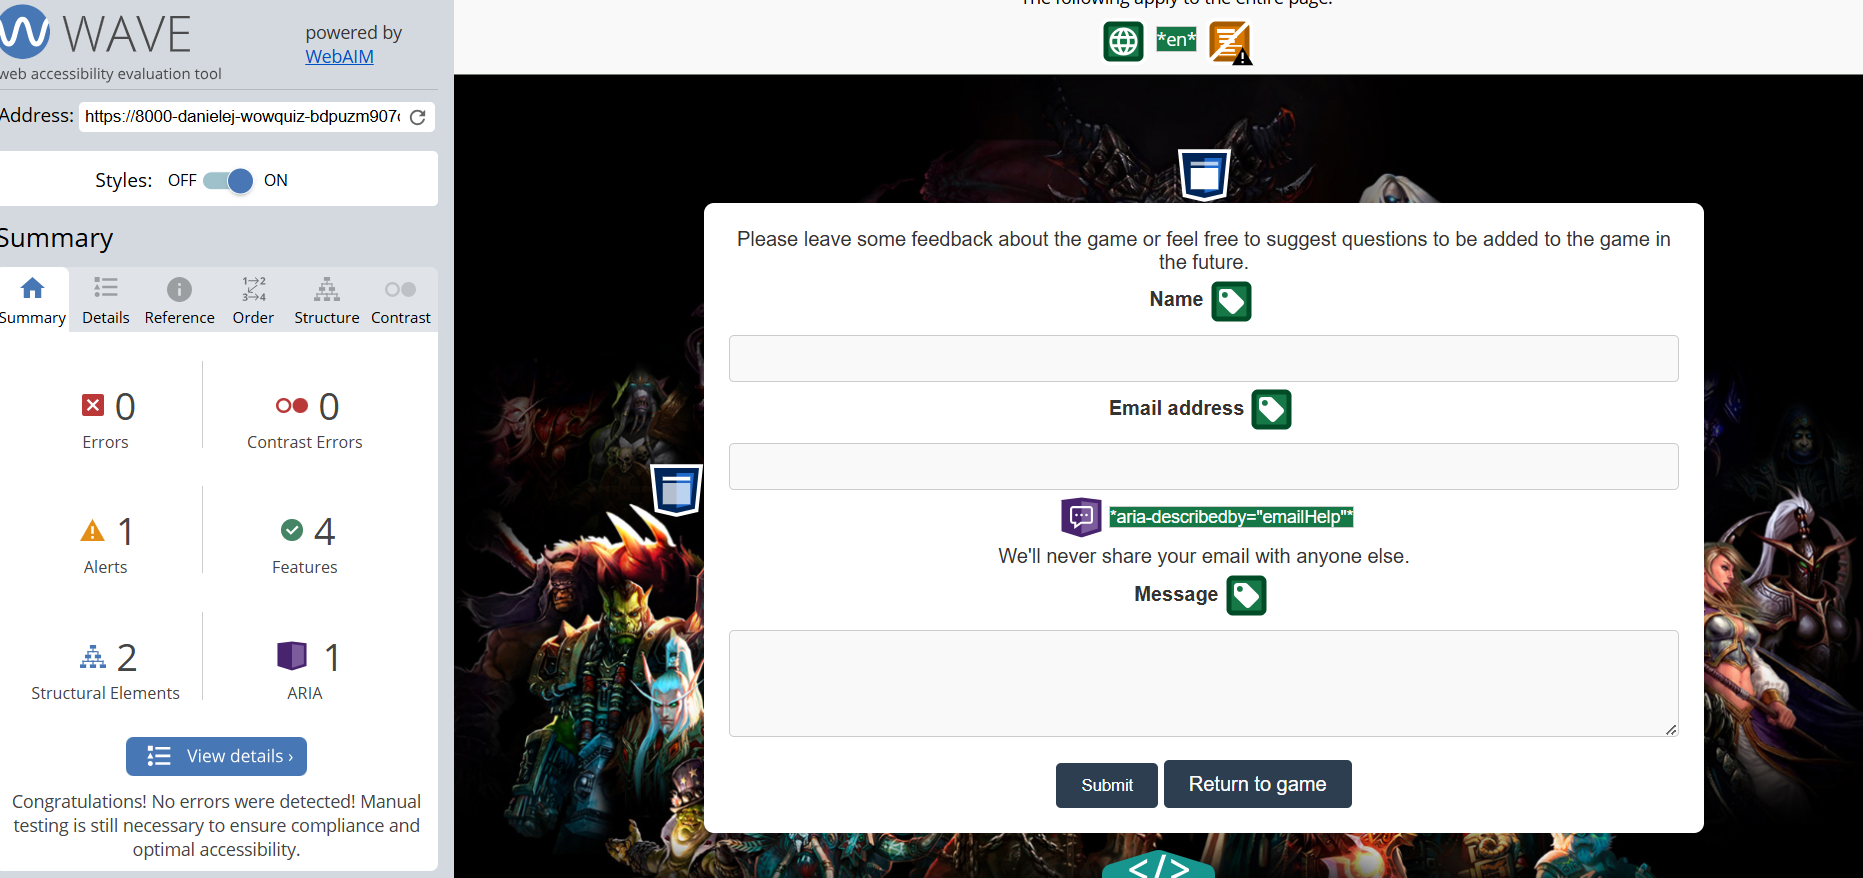 WAVE
web accessibility evaluation tool
powered by
WebAIM
Address: https://8000-danielej-wowquiz-bdpuzm907
Styles: OFF ON
Summary
Summary Details Reference Order Structure Contrast
0 Errors
0 Contrast Errors
1 Alerts
4 Features
2 Structural Elements
1 ARIA
View details ›
Congratulations! No errors were detected! Manual
testing is still necessary to ensure compliance and
optimal accessibility.
The following apply to the entire page:
*en*
Please leave some feedback about the game or feel free to suggest questions to be added to the game in
the future.
Name
Email address
*aria-describedby="emailHelp"*
We'll never share your email with anyone else.
Message
Submit Return to game
</>